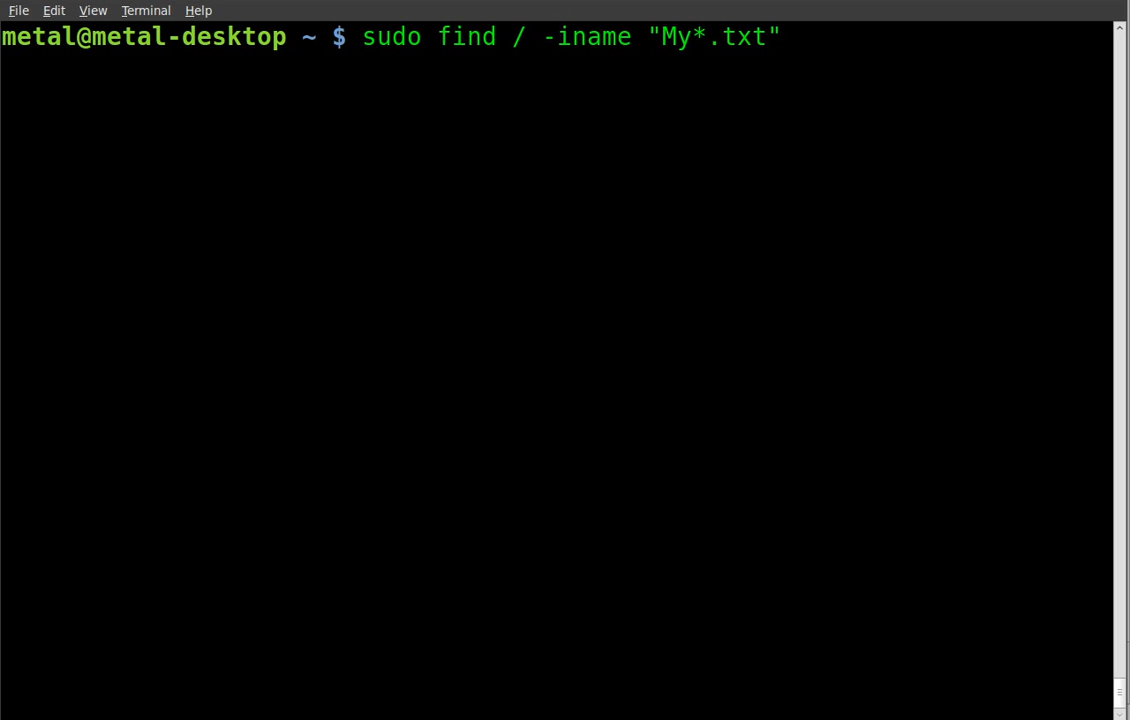 File Edit View Terminal Help
metal@metal-desktop ~ $ sudo find / -iname "My*.txt"